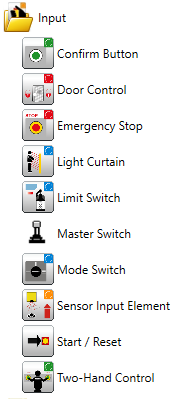 Input
Confirm Button
Door Control
STOP
Emergency Stop
Light Curtain
Limit Switch
Master Switch
Mode Switch
Sensor Input Element
Start / Reset
Two-Hand Control